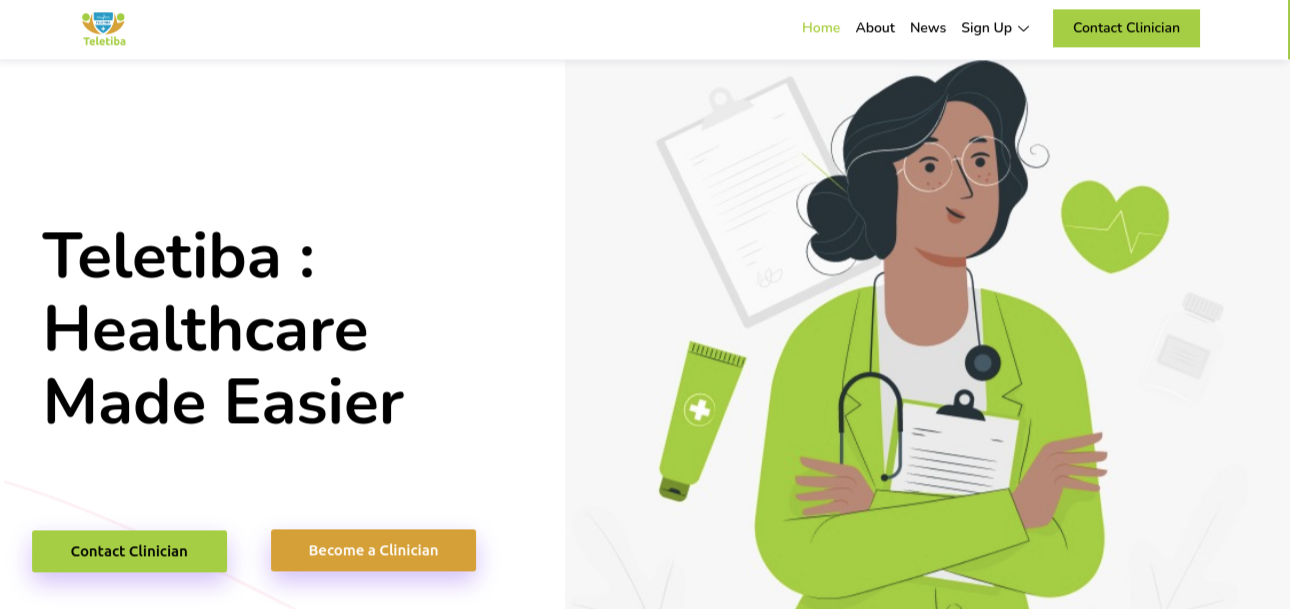 Teletiba
Home
About
News
Sign Up
Contact Clinician
Teletiba :
Healthcare
Made Easier
Contact Clinician
Become a Clinician